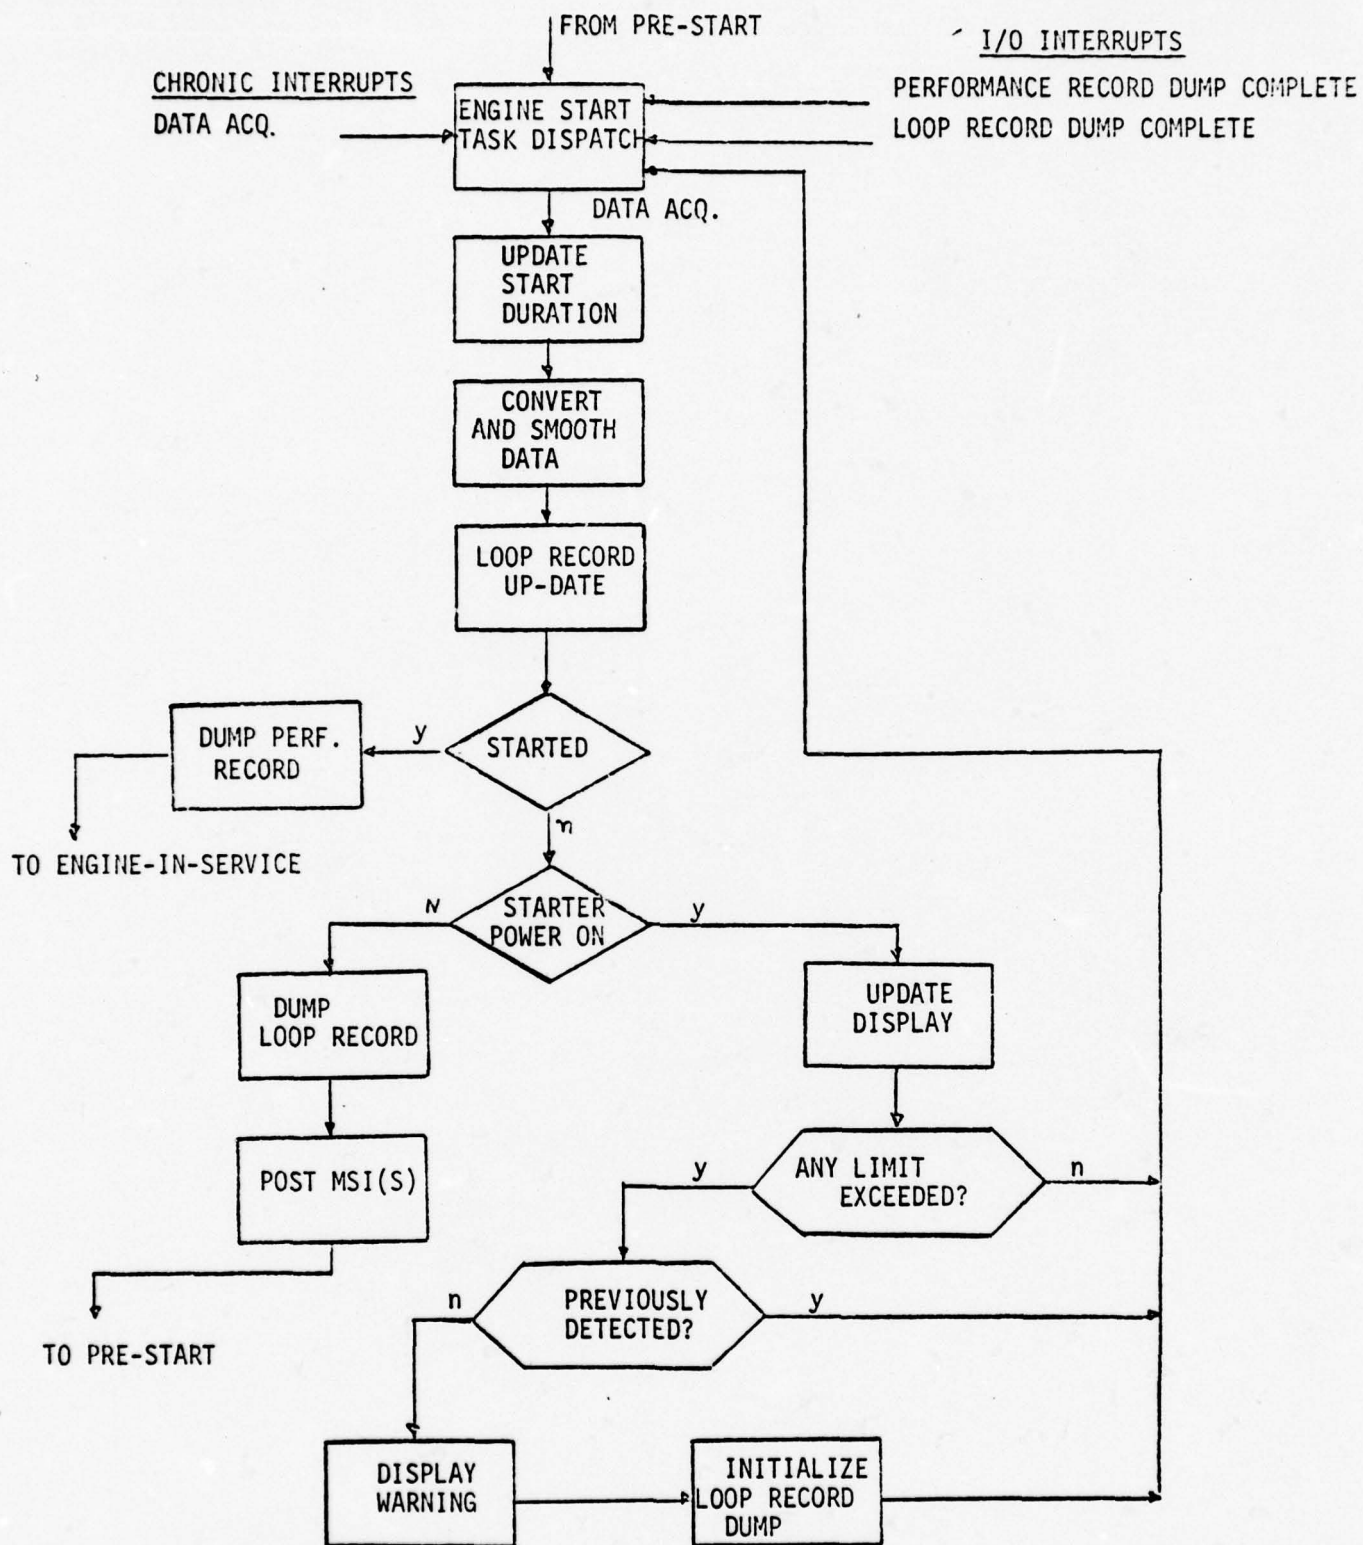 FROM PRE-START
I/O INTERRUPTS
CHRONIC INTERRUPTS
PERFORMANCE RECORD DUMP COMPLETE
DATA ACQ.
LOOP RECORD DUMP COMPLETE
ENGINE START
TASK DISPATCH
DATA ACQ.
UPDATE
START
DURATION
CONVERT
AND SMOOTH
DATA
LOOP RECORD
UP-DATE
DUMP PERF.
RECORD
y
STARTED
n
TO ENGINE-IN-SERVICE
N
STARTER
POWER ON
y
DUMP
LOOP RECORD
UPDATE
DISPLAY
POST MSI(S)
y
ANY LIMIT
EXCEEDED?
n
n
PREVIOUSLY
DETECTED?
y
TO PRE-START
DISPLAY
WARNING
INITIALIZE
LOOP RECORD
DUMP